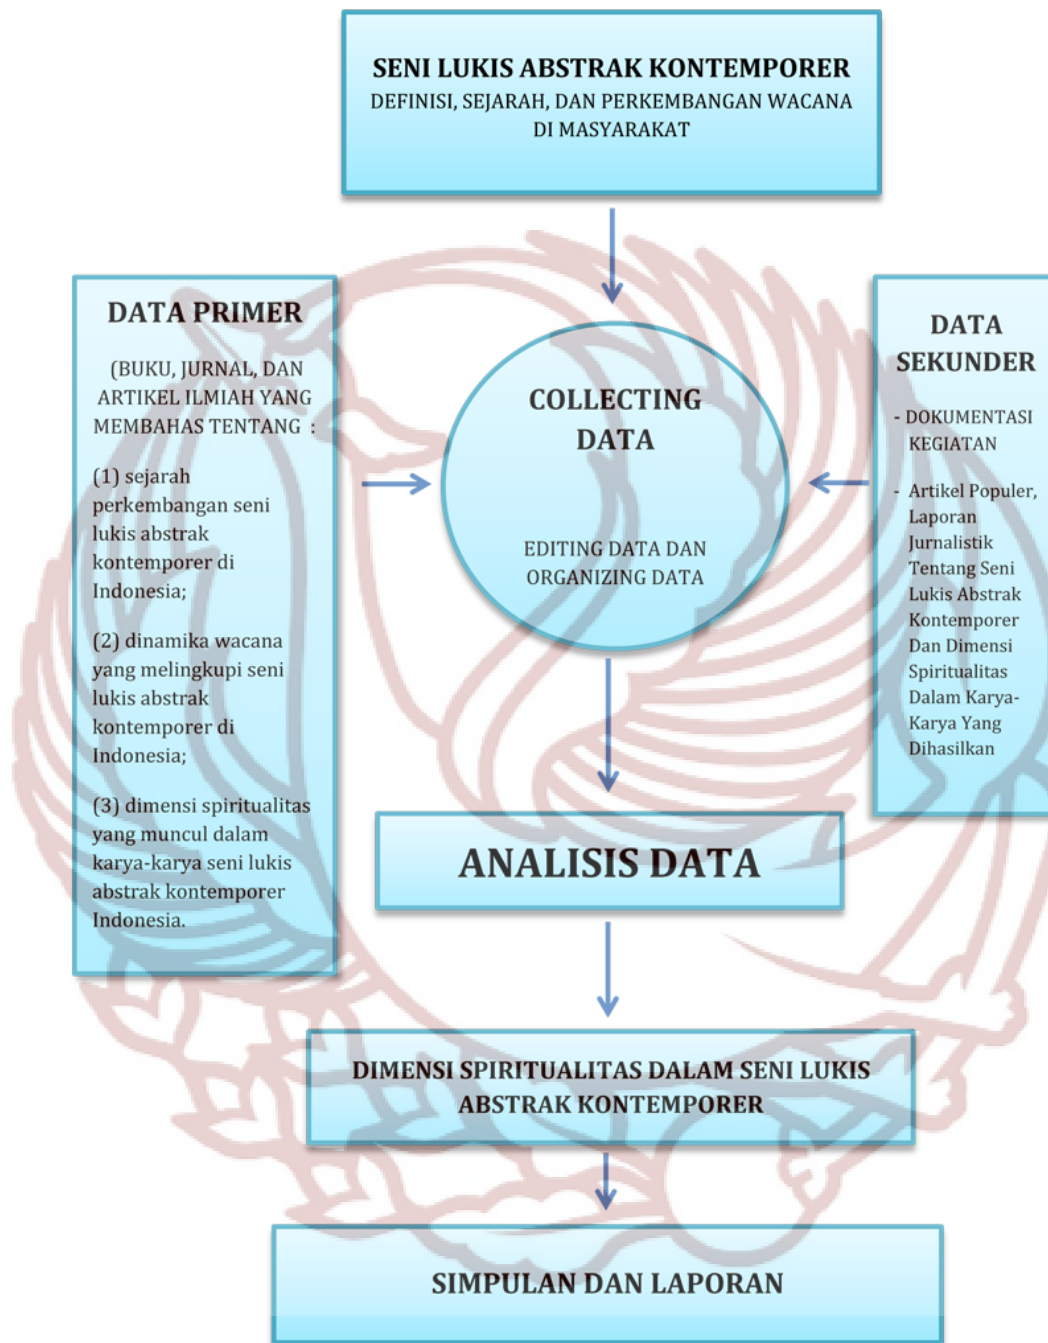 SENI LUKIS ABSTRAK KONTEMPORER
DEFINISI, SEJARAH, DAN PERKEMBANGAN WACANA
DI MASYARAKAT
DATA PRIMER
(BUKU, JURNAL, DAN
ARTIKEL ILMIAH YANG
MEMBAHAS TENTANG :
(1) sejarah
perkembangan seni
lukis abstrak
kontemporer di
Indonesia;
(2) dinamika wacana
yang melingkupi seni
lukis abstrak
kontemporer di
Indonesia;
(3) dimensi spiritualitas
yang muncul dalam
karya-karya seni lukis
abstrak kontemporer
Indonesia.
COLLECTING
DATA
EDITING DATA DAN
ORGANIZING DATA
DATA
SEKUNDER
- DOKUMENTASI
KEGIATAN
- Artikel Populer,
Laporan
Jurnalistik
Tentang Seni
Lukis Abstrak
Kontemporer
Dan Dimensi
Spiritualitas
Dalam Karya-
Karya Yang
Dihasilkan
ANALISIS DATA
DIMENSI SPIRITUALITAS DALAM SENI LUKIS
ABSTRAK KONTEMPORER
SIMPULAN DAN LAPORAN